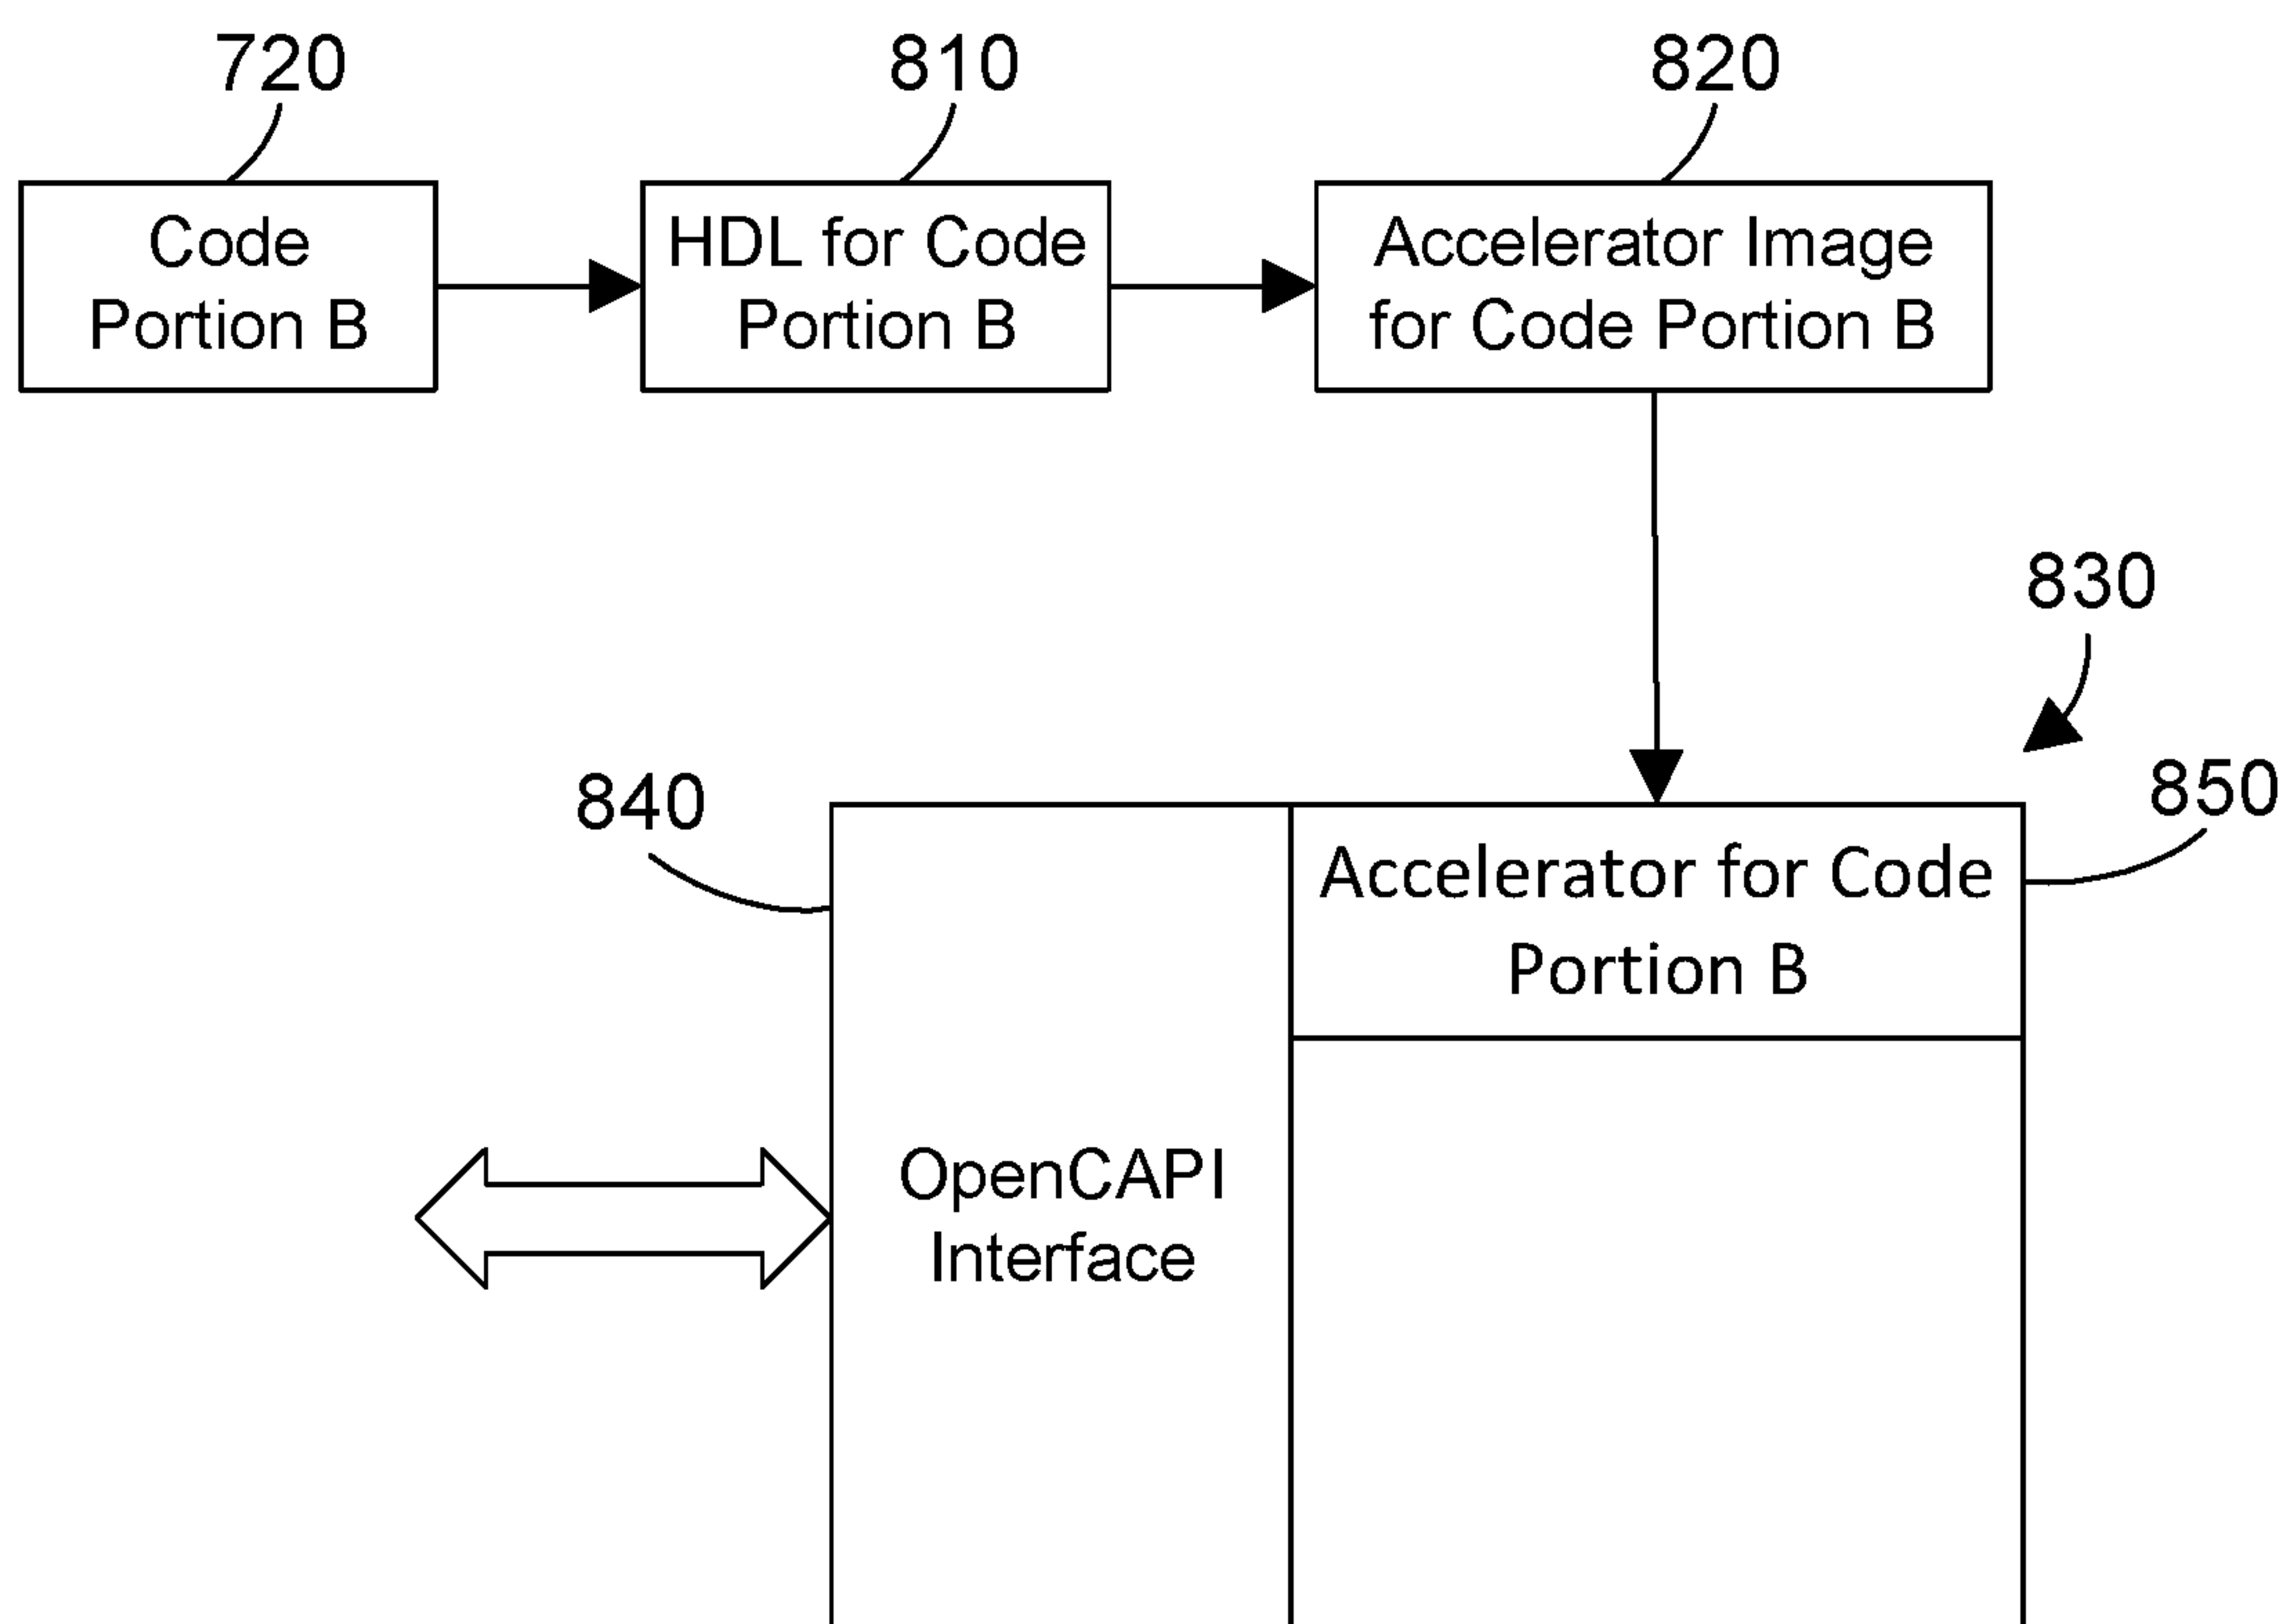 720
810
820
Code
Portion B
HDL for Code
Portion B
Accelerator Image
for Code Portion B
830
840
850
Accelerator for Code
Portion B
OpenCAPI
Interface